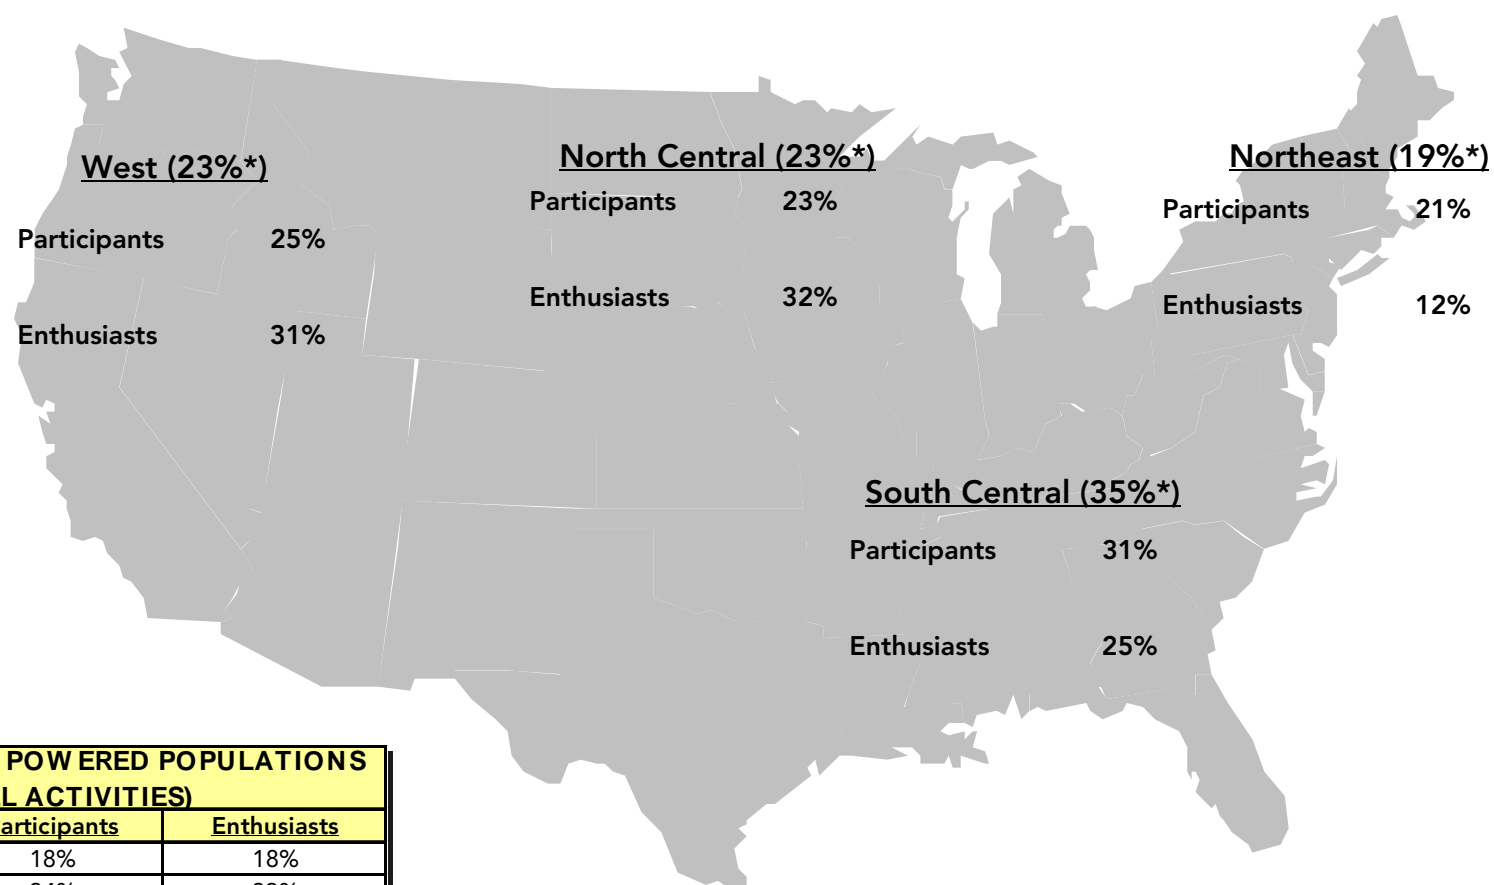 West (23%*)
Participants 25%
Enthusiasts 31%
North Central (23%*)
Participants 23%
Enthusiasts 32%
Northeast (19%*)
Participants 21%
Enthusiasts 12%
South Central (35%*)
Participants 31%
Enthusiasts 25%
POWERED POPULATIONS
L ACTIVITIES)
articipants Enthusiasts
18% 18%